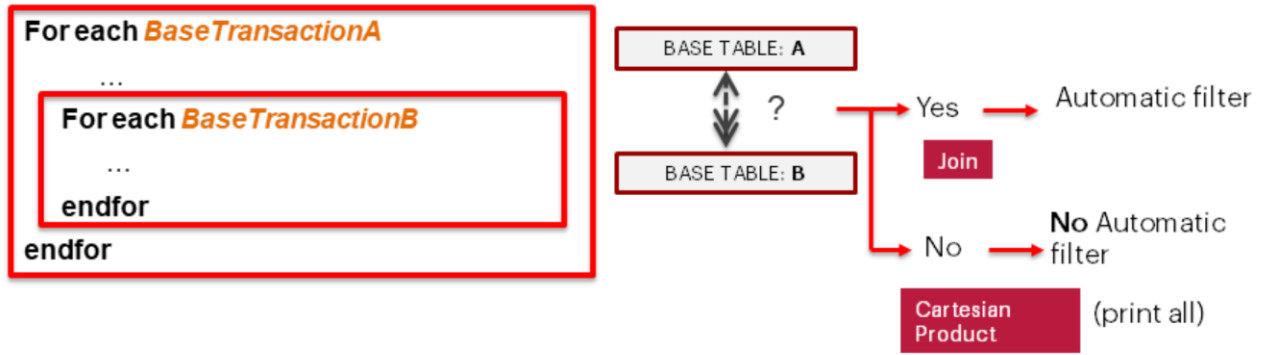 For each BaseTransactionA
...
For each BaseTransactionB
...
endfor
endfor
BASE TABLE: A
?
BASE TABLE: B
Yes
Automatic filter
Join
No
No Automatic
filter
Cartesian
Product
(print all)